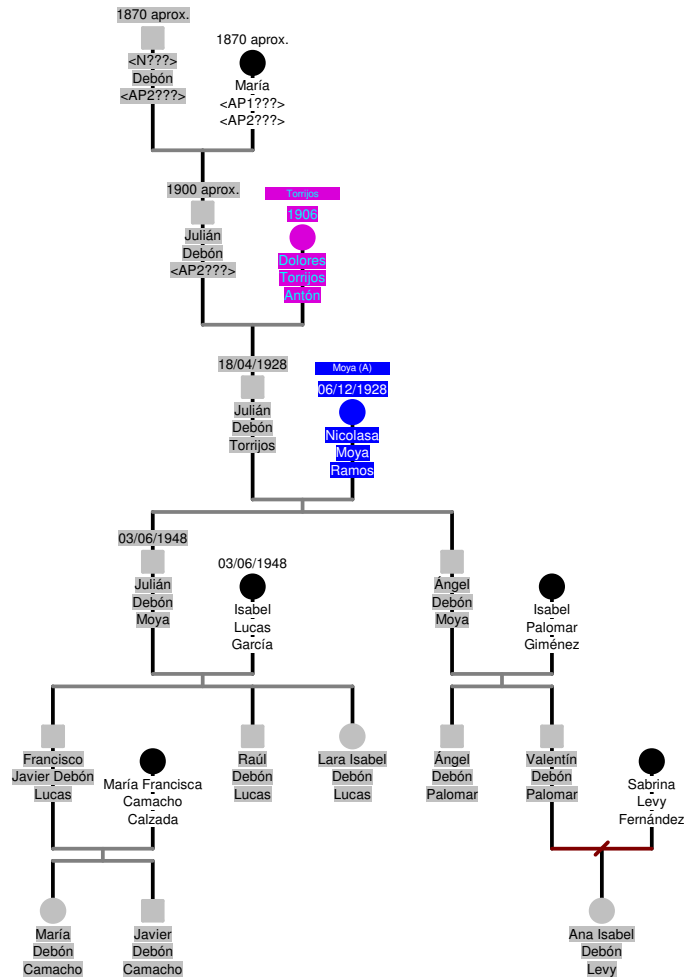 1870 aprox.
<N???>
Debón
<AP2???>
1870 aprox.
María
<AP1???>
<AP2???>
1900 aprox.
Julián
Debón
<AP2???>
Torrijos
1906
Dolores
Torrijos
Antón
18/04/1928
Julián
Debón
Torrijos
Moya (A)
06/12/1928
Nicolasa
Moya
Ramos
03/06/1948
Julián
Debón
Moya
03/06/1948
Isabel
Lucas
García
Ángel
Debón
Moya
Isabel
Palomar
Giménez
Francisco
Javier Debón
Lucas
María Francisca
Camacho
Calzada
Raúl
Debón
Lucas
Lara Isabel
Debón
Lucas
Ángel
Debón
Palomar
Valentín
Debón
Palomar
Sabrina
Levy
Fernández
María
Debón
Camacho
Javier
Debón
Camacho
Ana Isabel
Debón
Levy